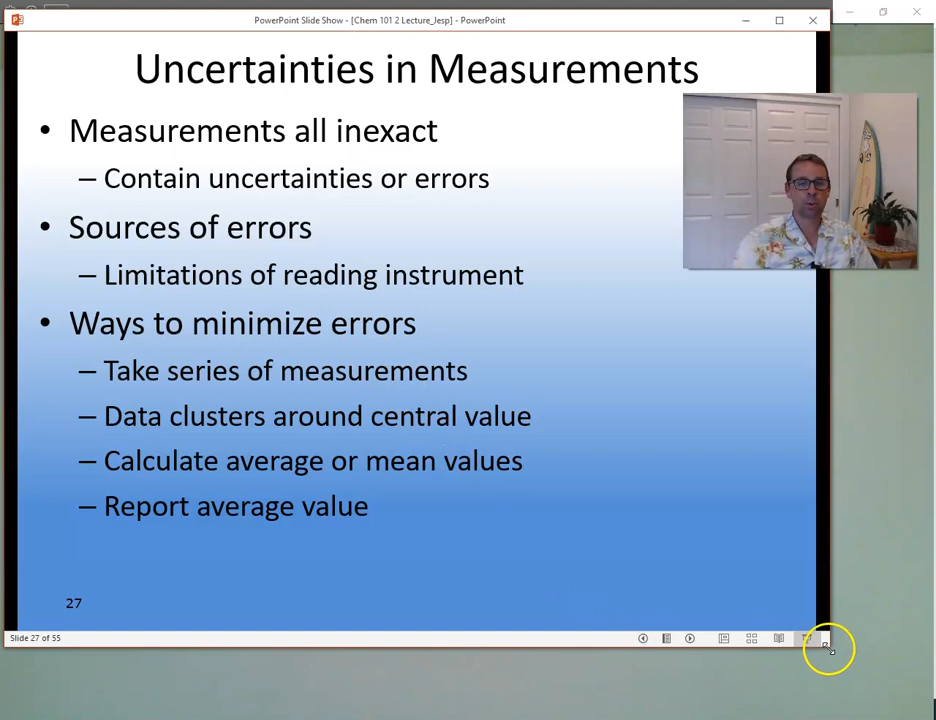 PowerPoint Slide Show - [Chem 101 2 Lecture_Jesp] - PowerPoint
Uncertainties in Measurements
• Measurements all inexact
– Contain uncertainties or errors
• Sources of errors
– Limitations of reading instrument
• Ways to minimize errors
– Take series of measurements
– Data clusters around central value
– Calculate average or mean values
– Report average value
27
Slide 27 of 55